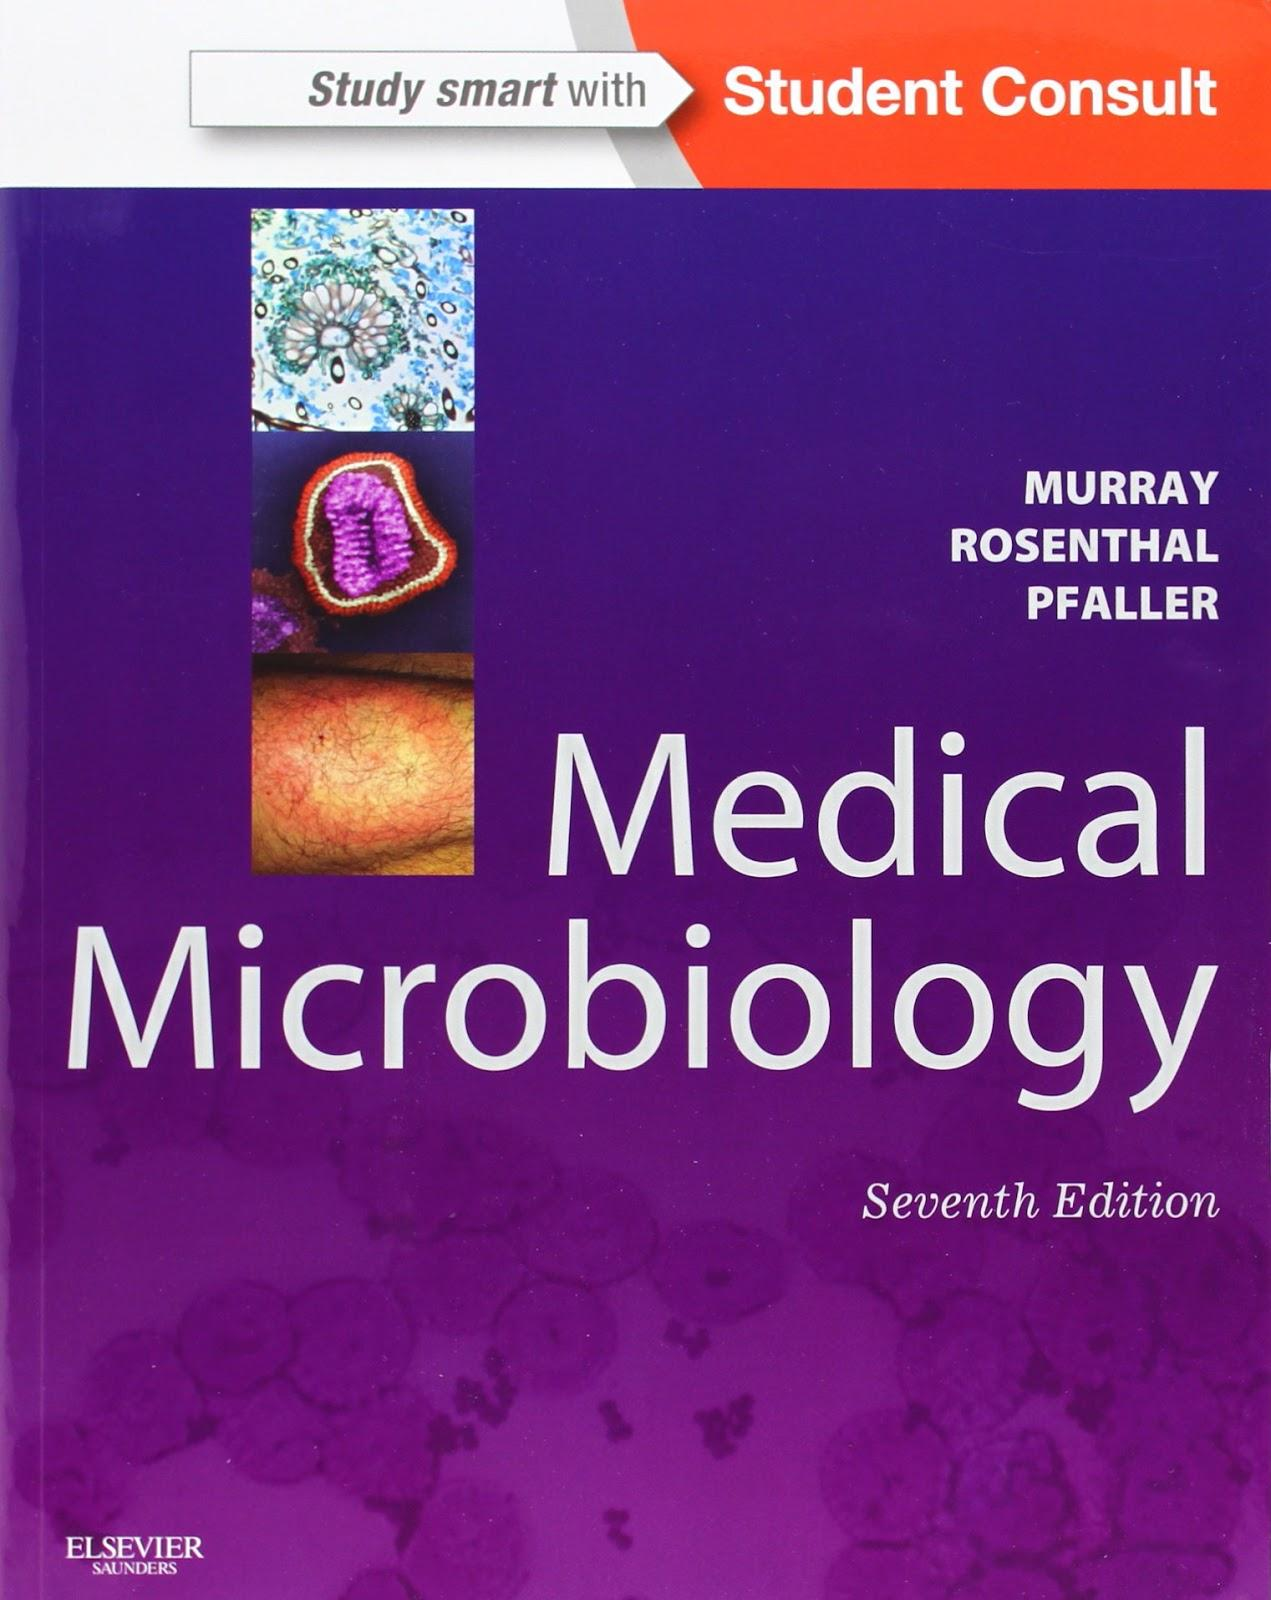 Study smart with Student Consult
MURRAY
ROSENTHAL
PFALLER
Medical
Microbiology
Seventh Edition
ELSEVIER
SAUNDERS